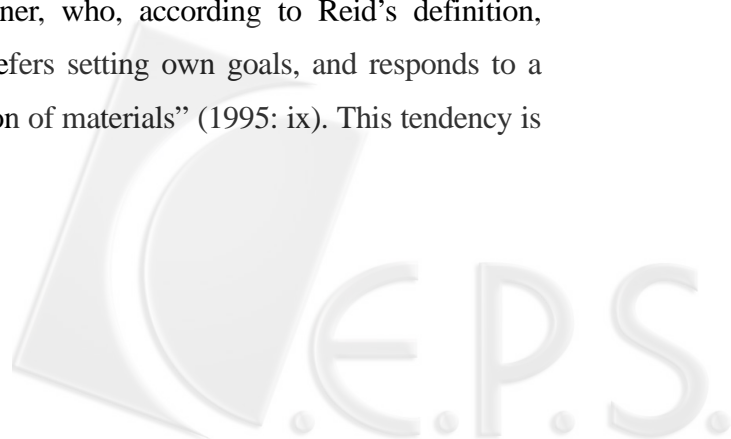 ner, who, according to Reid’s definition,
efers setting own goals, and responds to a
on of materials” (1995: ix). This tendency is
C.E.P.S.